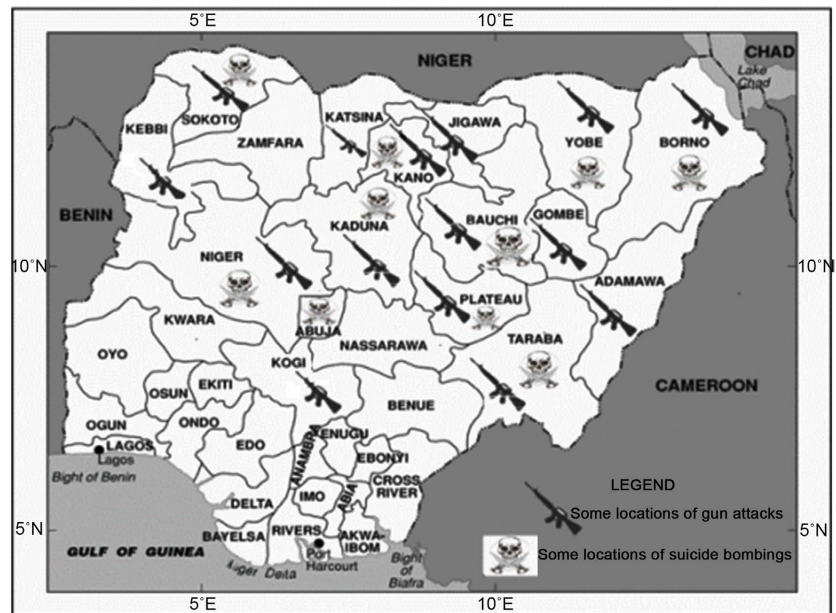 5°E 10°E
NIGER
CHAD
Lake
Chad
KEBBI
SOKOTO
ZAMFARA
KATSINA
JIGAWA
KANO
YOBE
BORNO
BENIN
KADUNA
BAUCHI
GOMBE
NIGER
10°N 10°N
ADAMAWA
PLATEAU
ABUJA
KWARA
NASSARAWA
TARABA
OYO
KOGI
CAMEROON
OSUN
EKITI
BENUE
OGUN
ONDO
EDO
ENUGU
ANAMBRA
EBONYI
LAGOS
Lagos
Bight of Benin
CROSS
RIVER
IMO
ABIA
DELTA
LEGEND
Some locations of gun attacks
5°N 5°N
BAYELSA
RIVERS
AKWA-
IBOM
Port
Harcourt
GULF OF GUINEA
Bight
of
Biafra
Delta
Some locations of suicide bombings
5°E 10°E